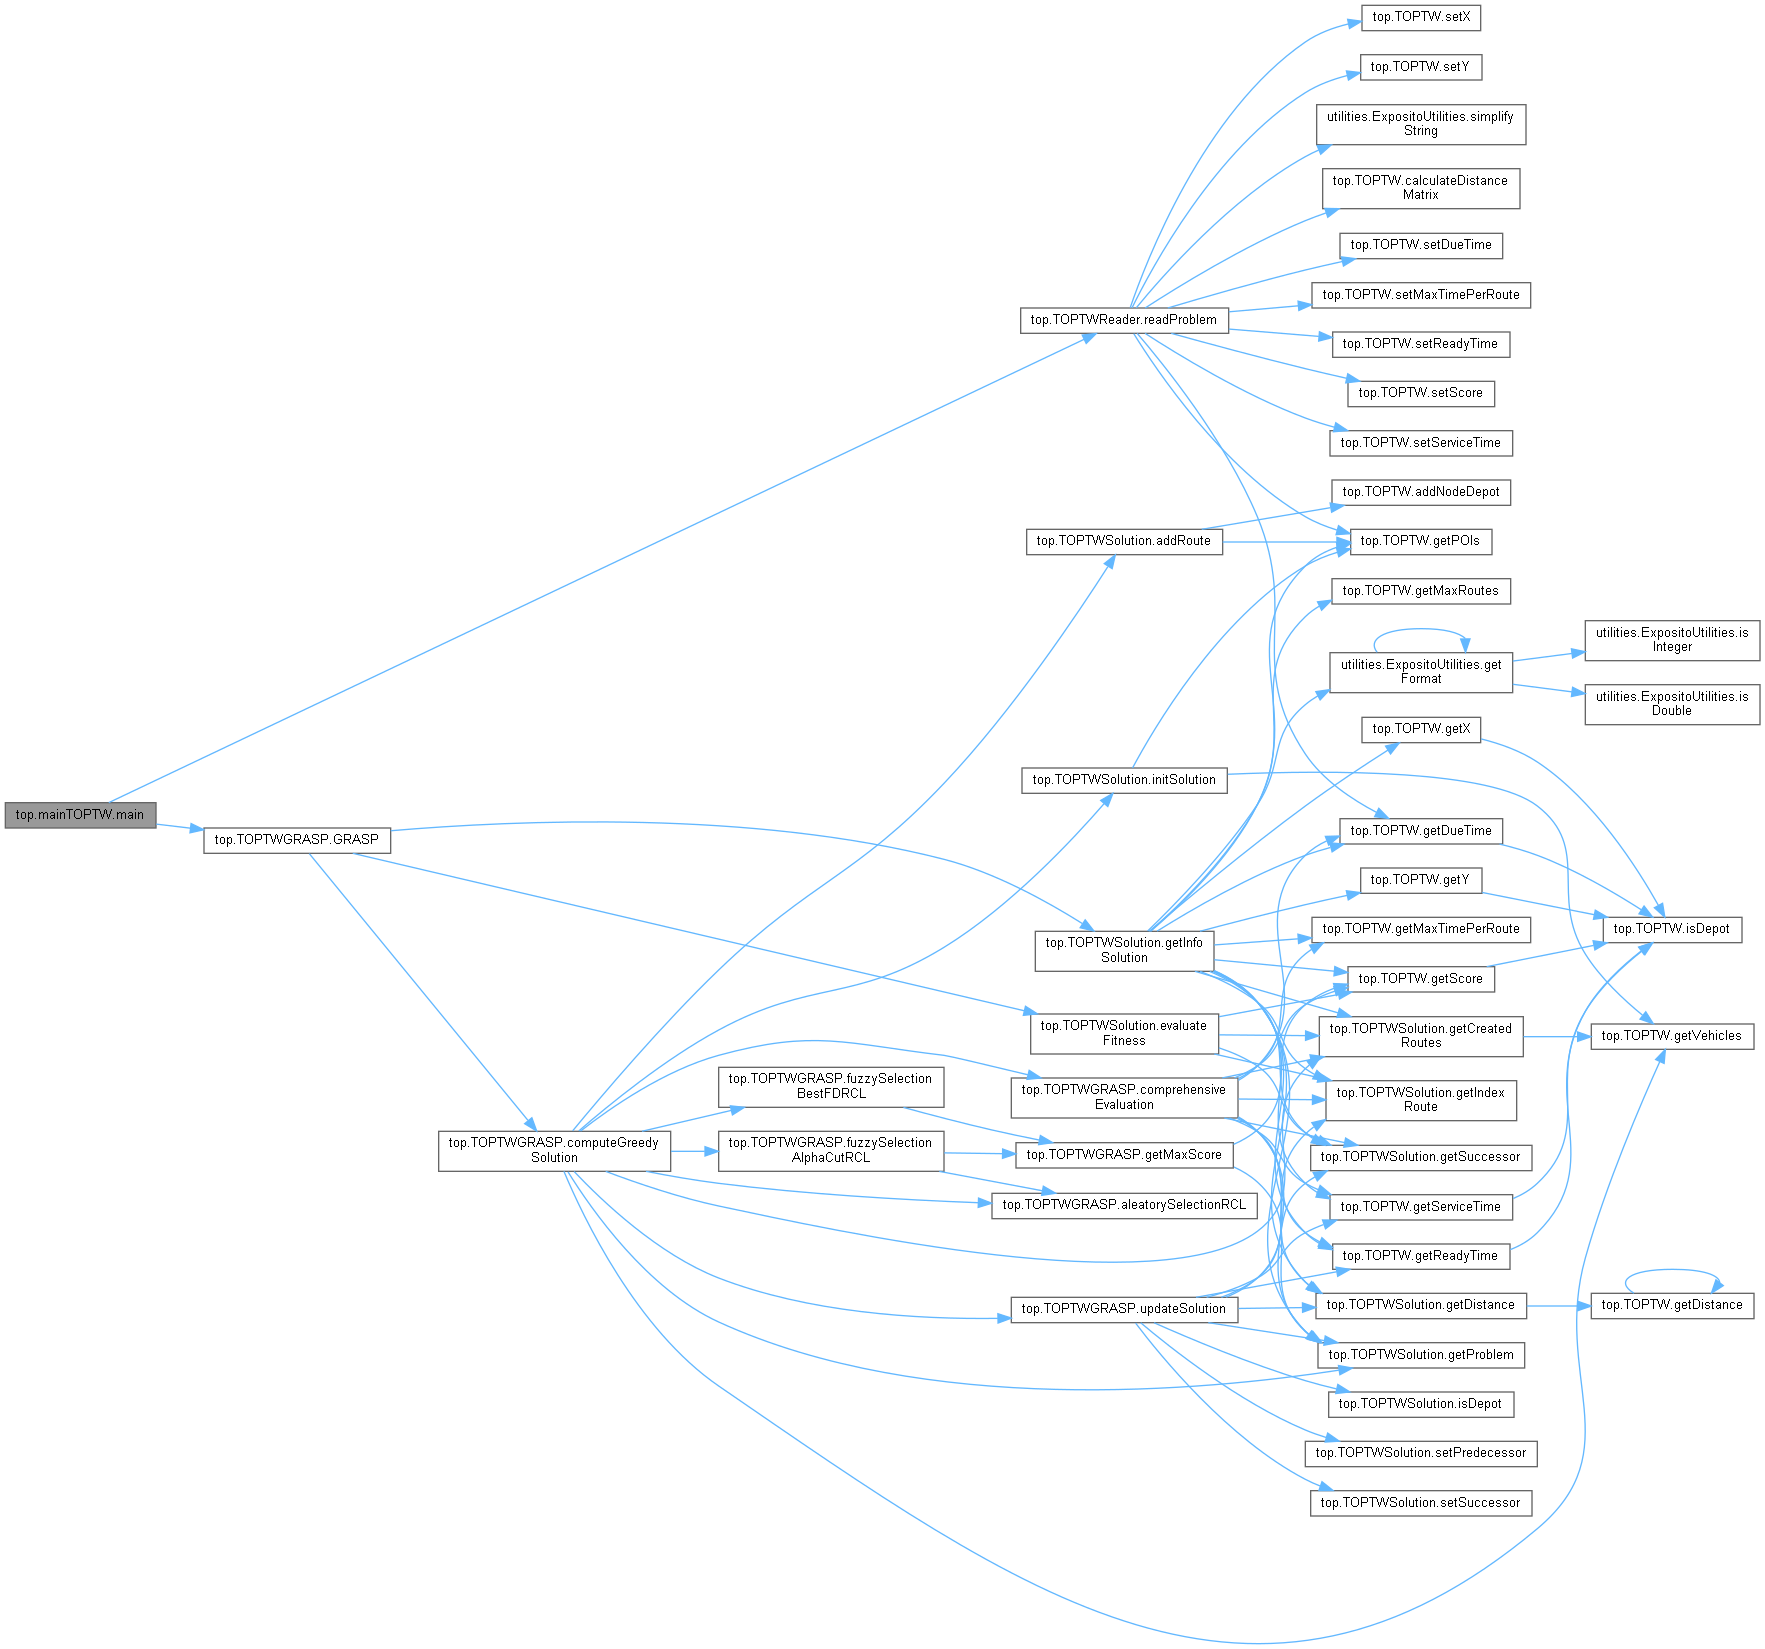 top.TOPTW.setX
top.TOPTW.setY
utilities.ExpositoUtilities.simplify
String
top.TOPTW.calculateDistance
Matrix
top.TOPTW.setDueTime
top.TOPTW.setMaxTimePerRoute
top.TOPTWReader.readProblem
top.TOPTW.setReadyTime
top.TOPTW.setScore
top.TOPTW.setServiceTime
top.TOPTW.addNodeDepot
top.TOPTWSolution.addRoute
top.TOPTW.getPOIs
top.TOPTW.getMaxRoutes
utilities.ExpositoUtilities.is
Integer
utilities.ExpositoUtilities.get
Format
utilities.ExpositoUtilities.is
Double
top.TOPTW.getX
top.TOPTWSolution.initSolution
top.mainTOPTW.main
top.TOPTWGRASP.GRASP
top.TOPTW.getDueTime
top.TOPTW.getY
top.TOPTW.getMaxTimePerRoute
top.TOPTW.isDepot
top.TOPTWSolution.getInfo
Solution
top.TOPTW.getScore
top.TOPTWSolution.evaluate
Fitness
top.TOPTWSolution.getCreated
Routes
top.TOPTW.getVehicles
top.TOPTWGRASP.fuzzySelection
BestFDRCL
top.TOPTWGRASP.comprehensive
Evaluation
top.TOPTWSolution.getIndex
Route
top.TOPTWGRASP.computeGreedy
Solution
top.TOPTWGRASP.fuzzySelection
AlphaCutRCL
top.TOPTWGRASP.getMaxScore
top.TOPTWSolution.getSuccessor
top.TOPTWGRASP.aleatorySelectionRCL
top.TOPTW.getServiceTime
top.TOPTW.getReadyTime
top.TOPTWGRASP.updateSolution
top.TOPTWSolution.getDistance
top.TOPTW.getDistance
top.TOPTWSolution.getProblem
top.TOPTWSolution.isDepot
top.TOPTWSolution.setPredecessor
top.TOPTWSolution.setSuccessor